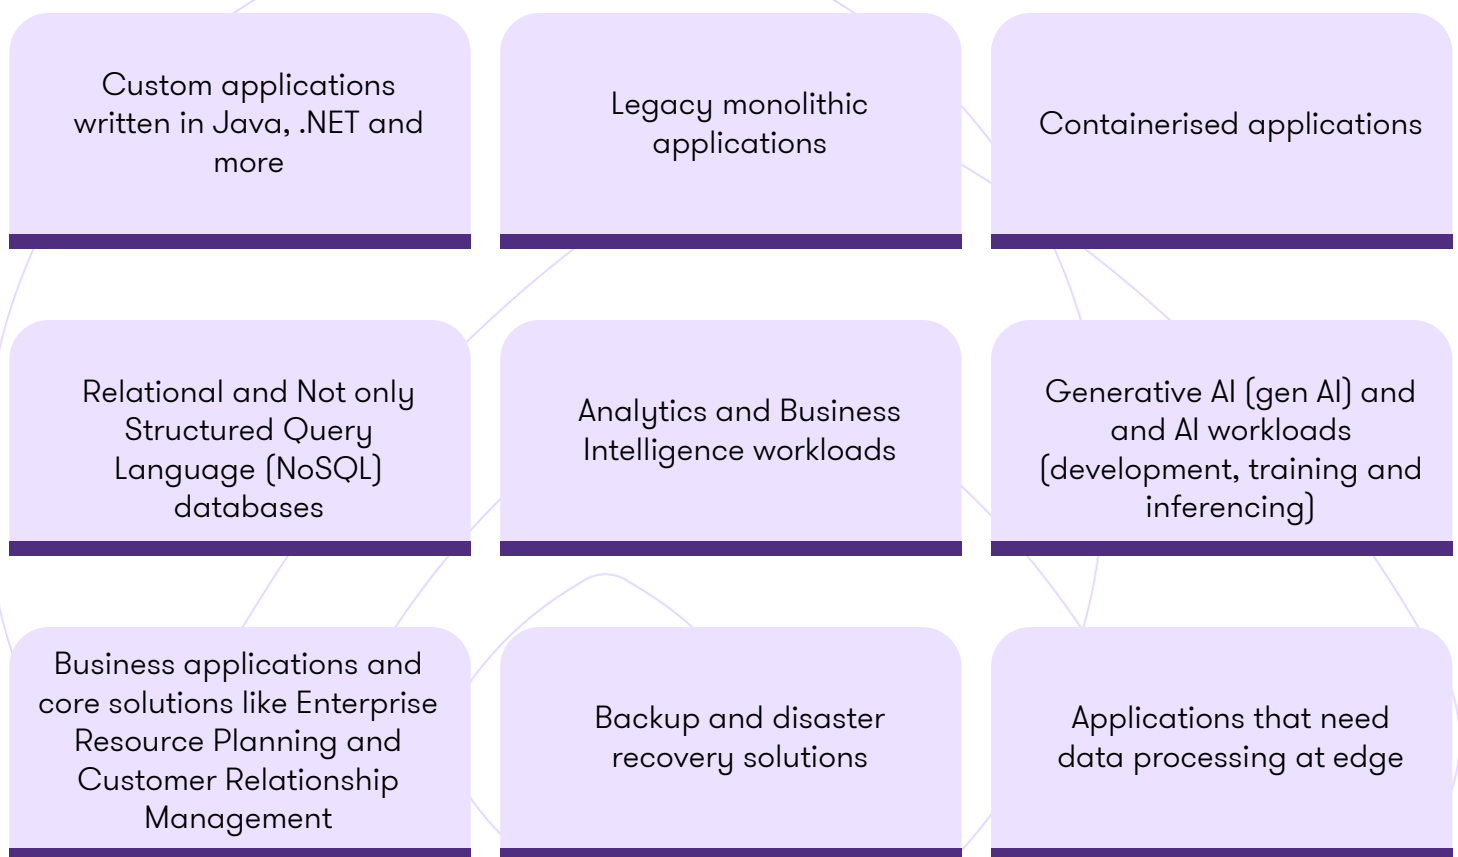 Custom applications
written in Java, .NET and
more
Legacy monolithic
applications
Containerised applications
Relational and Not only
Structured Query
Language (NoSQL)
databases
Analytics and Business
Intelligence workloads
Generative AI (gen AI) and
and AI workloads
(development, training and
inferencing)
Business applications and
core solutions like Enterprise
Resource Planning and
Customer Relationship
Management
Backup and disaster
recovery solutions
Applications that need
data processing at edge